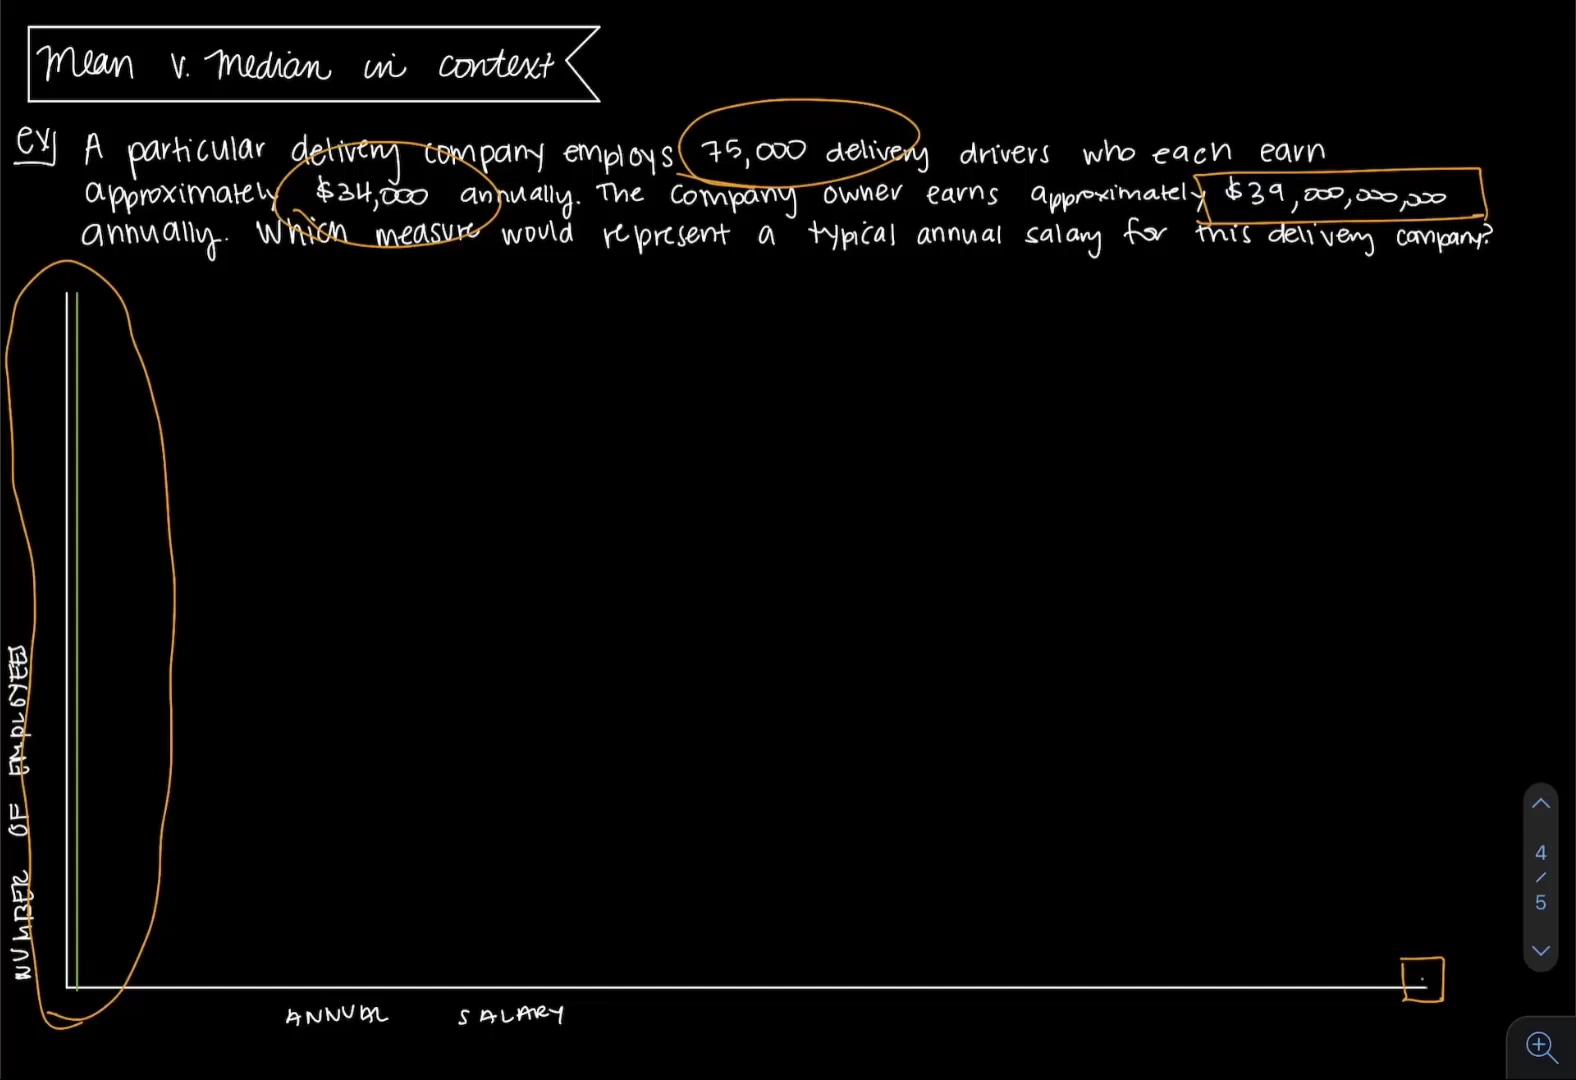 Mean v. Median in context
ex) A particular delivery company employs 75,000 delivery drivers who each earn
approximately $34,000 annually. The company owner earns approximately $39,000,000,000
annually. Which measure would represent a typical annual salary for this delivery company?
NUMBER OF EMPLOYEES
ANNUAL SALARY
4
/
5